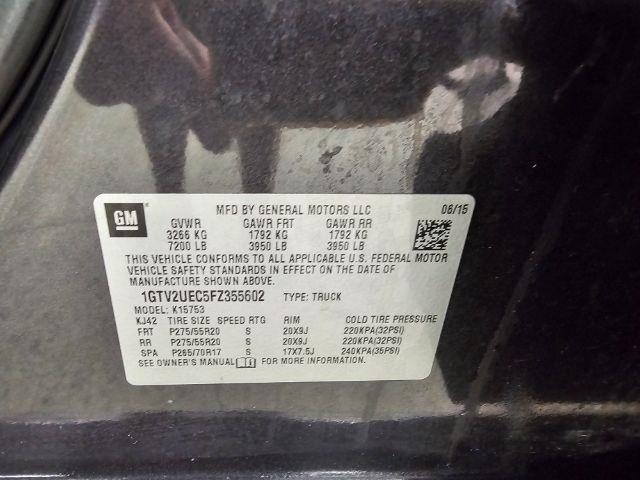 GM MFD BY GENERAL MOTORS LLC 08/15
GVWR GAWR FRT GAWR RR
3266 KG 1792 KG 1792 KG
7200 LB 3950 LB 3950 LB
THIS VEHICLE CONFORMS TO ALL APPLICABLE U.S. FEDERAL MOTOR
VEHICLE SAFETY STANDARDS IN EFFECT ON THE DATE OF
MANUFACTURE SHOWN ABOVE.
1GTV2UEC5FZ355602 TYPE: TRUCK
MODEL: K15753
KJ42 TIRE SIZE SPEED RTG RIM COLD TIRE PRESSURE
FRT P275/55R20 S 20X9J 220KPA(32PSI)
RR P275/55R20 S 20X9J 220KPA(32PSI)
SPA P265/70R17 S 17X7.5J 240KPA(35PSI)
SEE OWNER'S MANUAL FOR MORE INFORMATION.